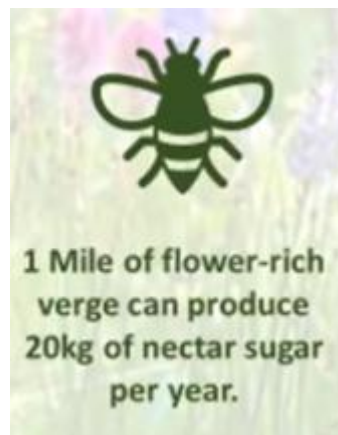 1 Mile of flower-rich
verge can produce
20kg of nectar sugar
per year.